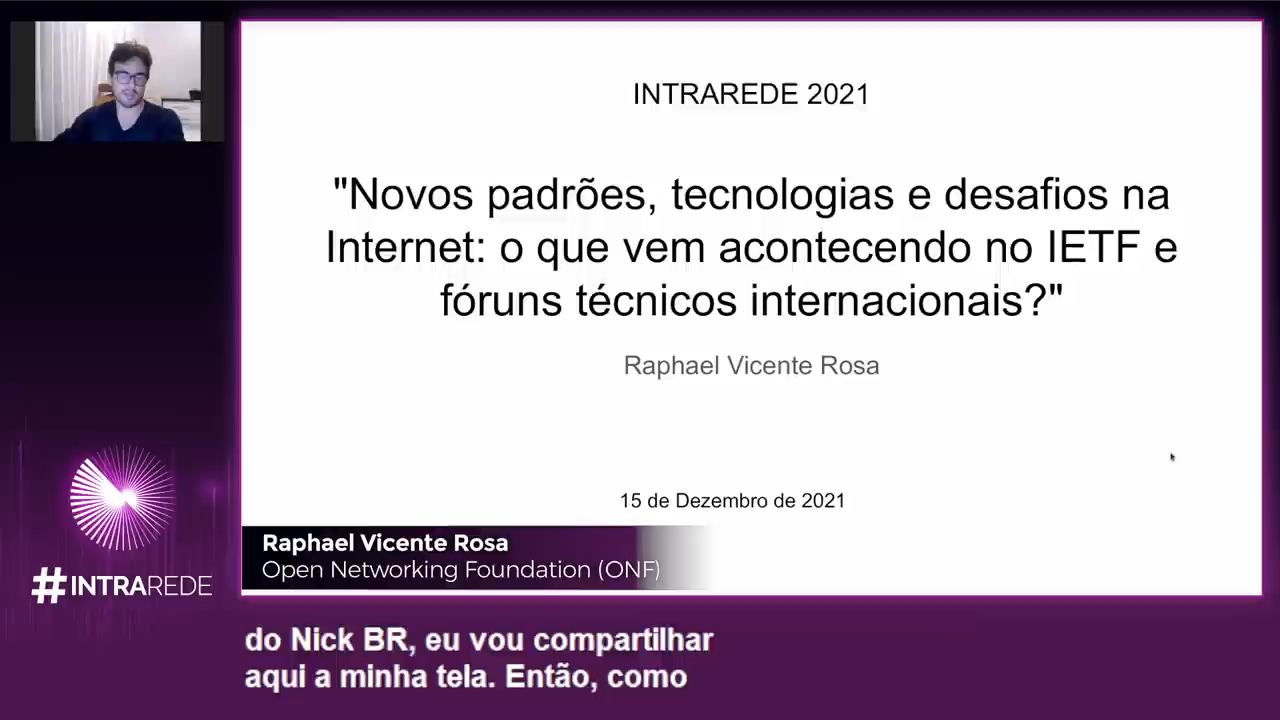 INTRAREDE 2021
"Novos padrões, tecnologias e desafios na
Internet: o que vem acontecendo no IETF e
fóruns técnicos internacionais?"
Raphael Vicente Rosa
15 de Dezembro de 2021
Raphael Vicente Rosa
Open Networking Foundation (ONF)
#INTRAREDE
do Nick BR, eu vou compartilhar
aqui a minha tela. Então, como